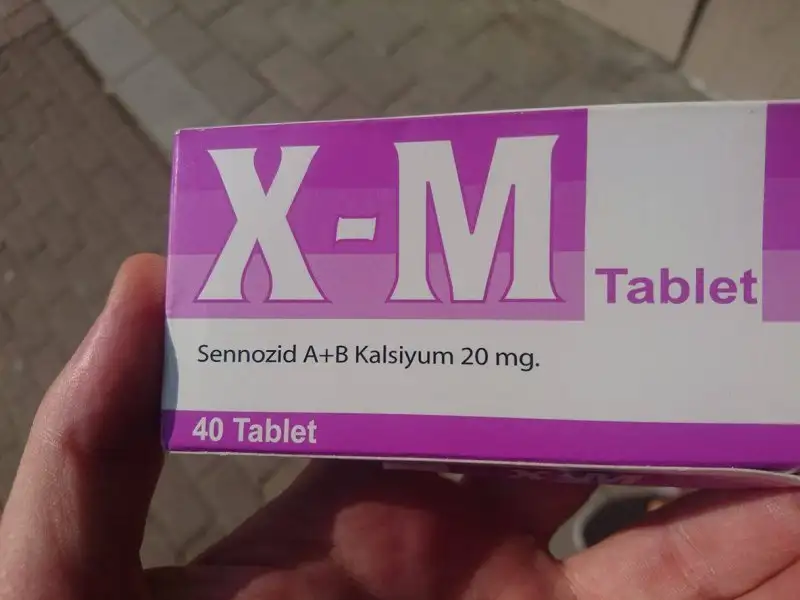 X-M
Tablet
Sennozid A+B Kalsiyum 20 mg.
40 Tablet